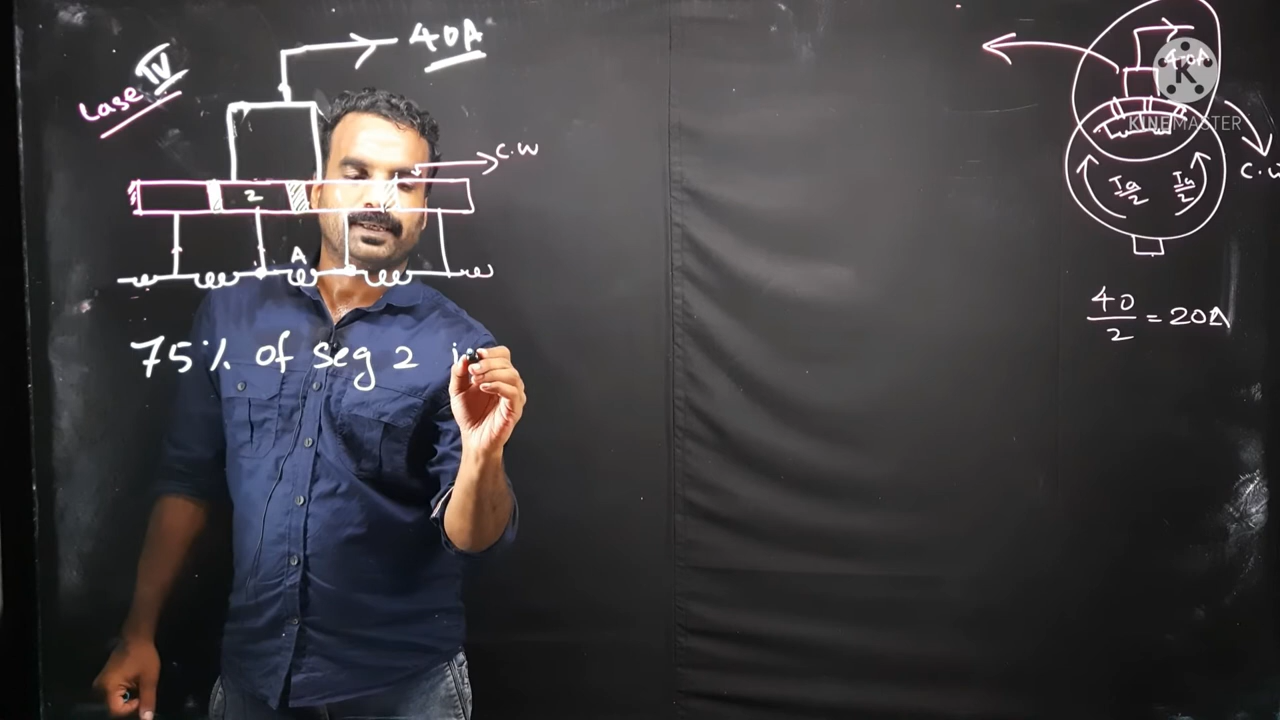 Case IV
40A
C.W
2
A
75% of seg 2 i
40A
K
KINEMASTER
C.W
Ia/2
Ia/2
40/2 = 20A